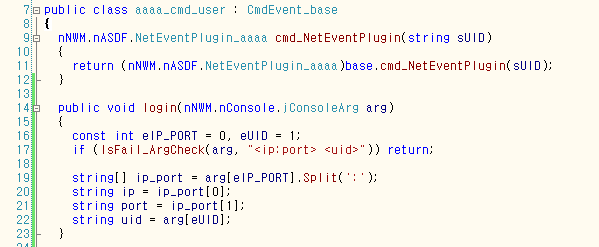 7 public class aaaa_cmd_user : CmdEvent_base
8 {
9 nNWM.nASDF.NetEventPlugin_aaaa cmd_NetEventPlugin(string sUID)
10 {
11 return (nNWM.nASDF.NetEventPlugin_aaaa)base.cmd_NetEventPlugin(sUID);
12 }
13
14 public void login(nNWM.nConsole.jConsoleArg arg)
15 {
16 const int eIP_PORT = 0, eUID = 1;
17 if (IsFail_ArgCheck(arg, "<ip:port> <uid>")) return;
18
19 string[] ip_port = arg[eIP_PORT].Split(':');
20 string ip = ip_port[0];
21 string port = ip_port[1];
22 string uid = arg[eUID];
23 }